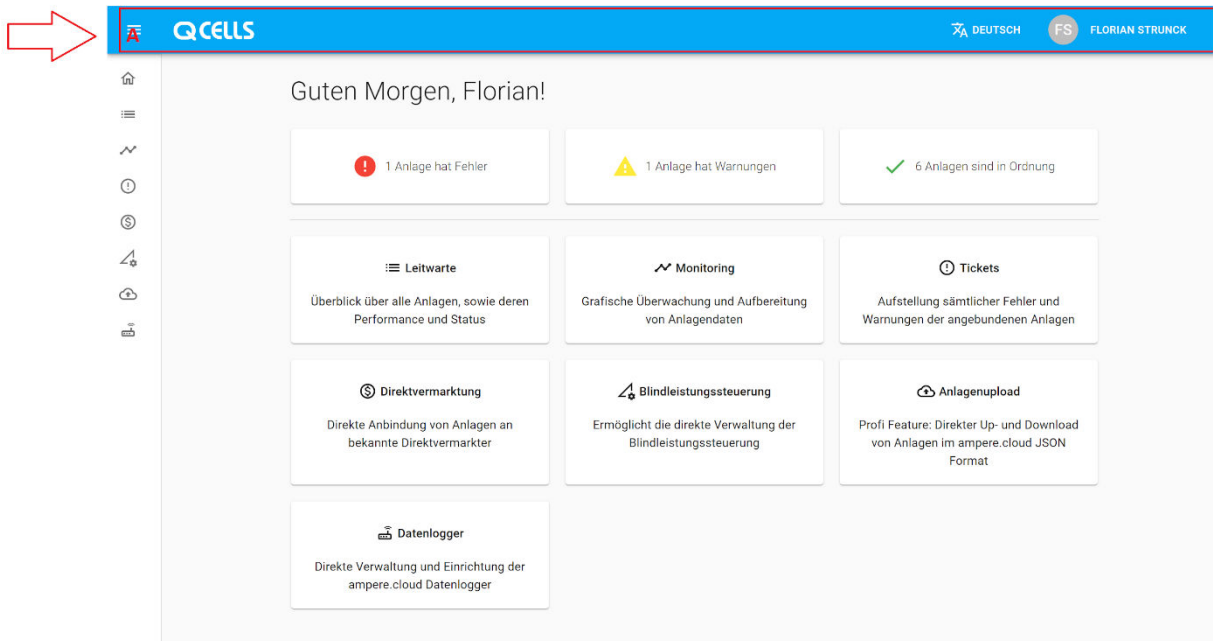 A
QCELLS
DEUTSCH
FS
FLORIAN STRUNCK
Guten Morgen, Florian!
1 Anlage hat Fehler
1 Anlage hat Warnungen
6 Anlagen sind in Ordnung
Leitwarte
Überblick über alle Anlagen, sowie deren
Performance und Status
Monitoring
Grafische Überwachung und Aufbereitung
von Anlagendaten
Tickets
Aufstellung sämtlicher Fehler und
Warnungen der angebundenen Anlagen
Direktvermarktung
Direkte Anbindung von Anlagen an
bekannte Direktvermarkter
Blindleistungssteuerung
Ermöglicht die direkte Verwaltung der
Blindleistungssteuerung
Anlagenupload
Profi Feature: Direkter Up- und Download
von Anlagen im ampere.cloud JSON
Format
Datenlogger
Direkte Verwaltung und Einrichtung der
ampere.cloud Datenlogger